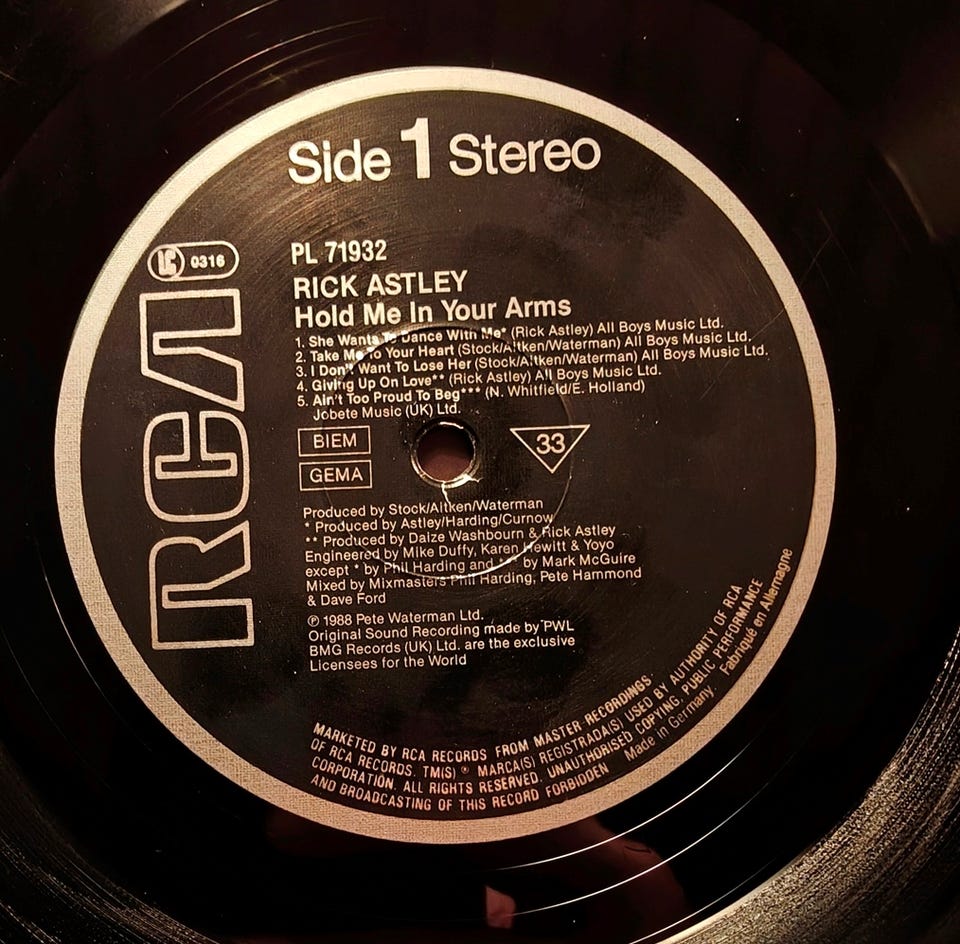 Side 1 Stereo
LC 0316
RCA
PL 71932
RICK ASTLEY
Hold Me In Your Arms
1. She Wants To Dance With Me* (Rick Astley) All Boys Music Ltd.
2. Take Me To Your Heart (Stock/Aitken/Waterman) All Boys Music Ltd.
3. I Don't Want To Lose Her (Stock/Aitken/Waterman) All Boys Music Ltd.
4. Giving Up On Love** (Rick Astley) All Boys Music Ltd.
5. Ain't Too Proud To Beg*** (N. Whitfield/E. Holland)
Jobete Music (UK) Ltd.
BIEM
GEMA
33
Produced by Stock/Aitken/Waterman
* Produced by Astley/Harding/Curnow
** Produced by Daize Washbourn & Rick Astley
Engineered by Mike Duffy, Karen Hewitt & Yoyo
except * by Phil Harding and ** by Mark McGuire
Mixed by Mixmasters Phil Harding, Pete Hammond
& Dave Ford
℗ 1988 Pete Waterman Ltd.
Original Sound Recording made by PWL
BMG Records (UK) Ltd. are the exclusive
Licensees for the World
MARKETED BY RCA RECORDS FROM MASTER RECORDINGS
OF RCA RECORDS. TM(S) ® MARCA(S) REGISTRADA(S) USED BY AUTHORITY OF RCA
CORPORATION. ALL RIGHTS RESERVED. UNAUTHORISED COPYING, PUBLIC PERFORMANCE
AND BROADCASTING OF THIS RECORD FORBIDDEN Made in Germany. Fabriqué en Allemagne